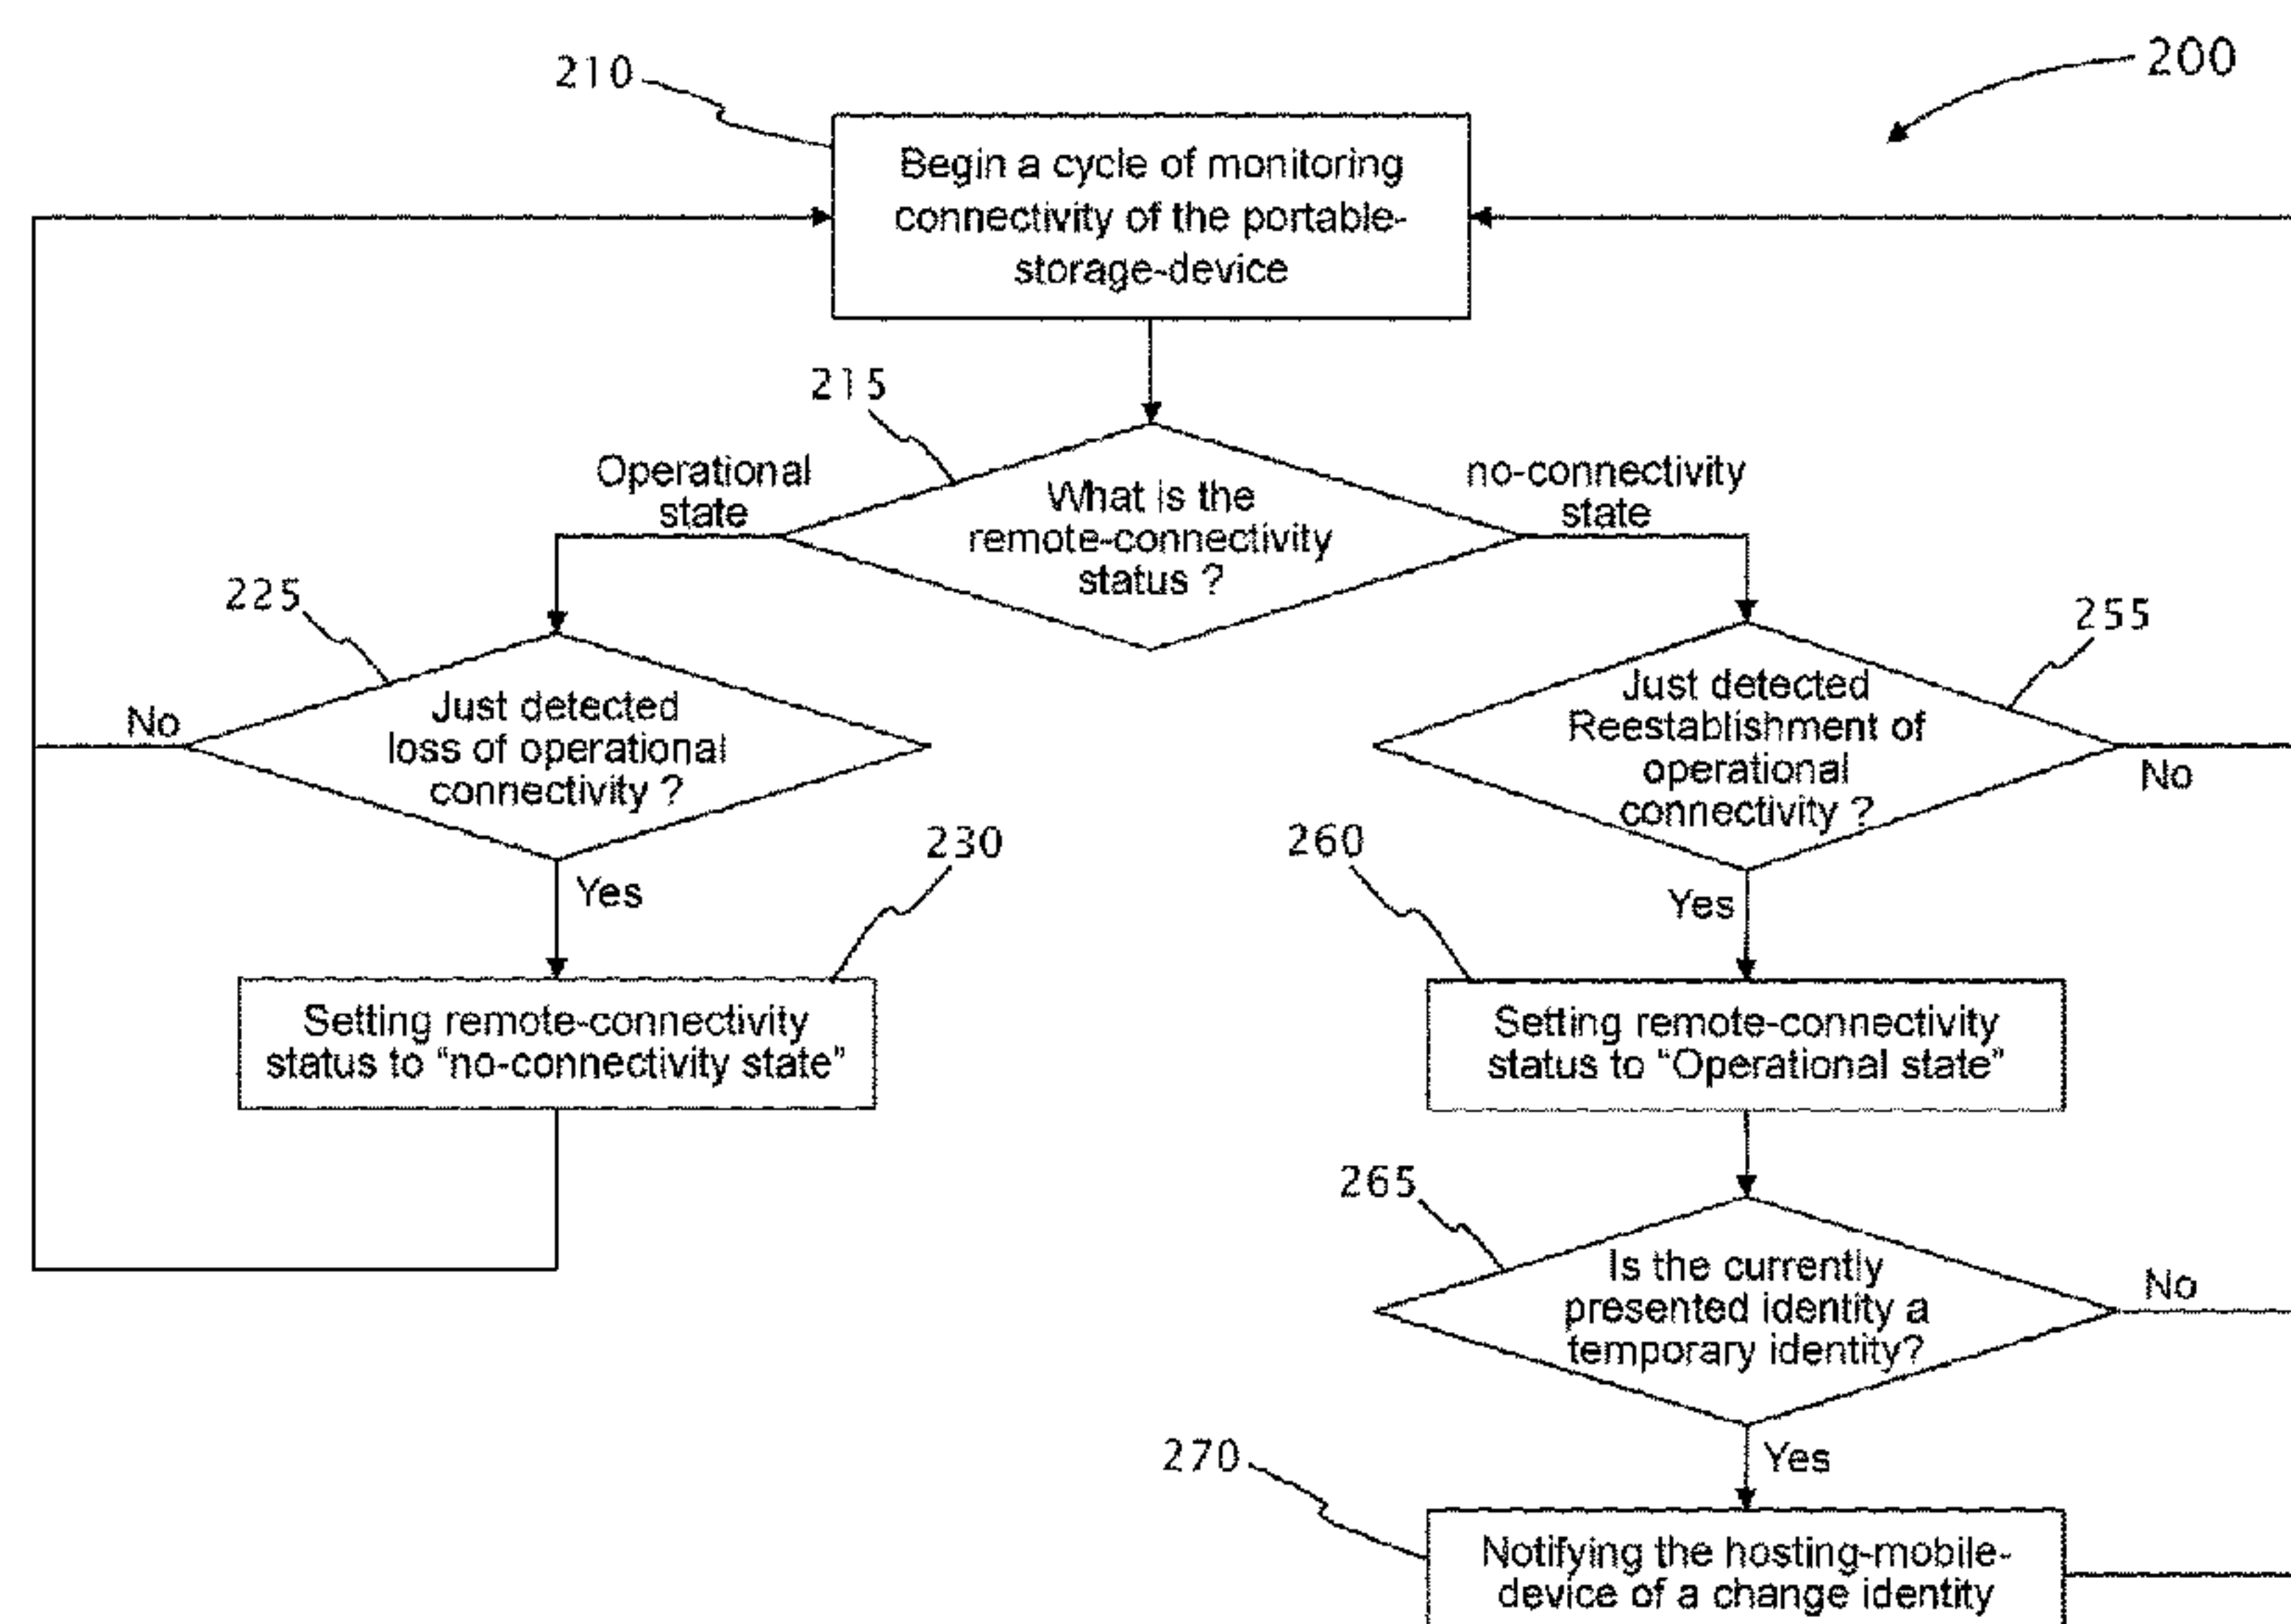 200
210
Begin a cycle of monitoring
connectivity of the portable-
storage-device
215
Operational
state
What is the
remote-connectivity
status ?
no-connectivity
state
225
Just detected
loss of operational
connectivity ?
No
Yes
255
Just detected
Reestablishment of
operational
connectivity ?
No
Yes
230
Setting remote-connectivity
status to “no-connectivity state”
260
Setting remote-connectivity
status to “Operational state”
265
Is the currently
presented identity a
temporary identity?
No
Yes
270
Notifying the hosting-mobile-
device of a change identity